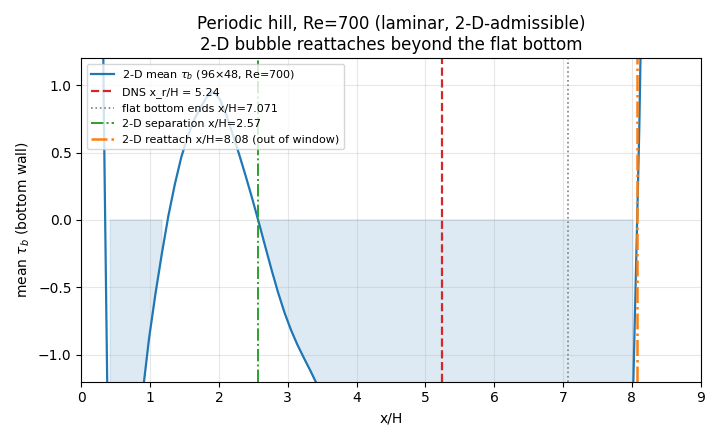 Periodic hill, Re=700 (laminar, 2-D-admissible)
2-D bubble reattaches beyond the flat bottom
2-D mean τ_b (96×48, Re=700)
DNS x_r/H = 5.24
flat bottom ends x/H=7.071
2-D separation x/H=2.57
2-D reattach x/H=8.08 (out of window)
mean τ_b (bottom wall)
1.0
0.5
0.0
−0.5
−1.0
0 1 2 3 4 5 6 7 8 9
x/H